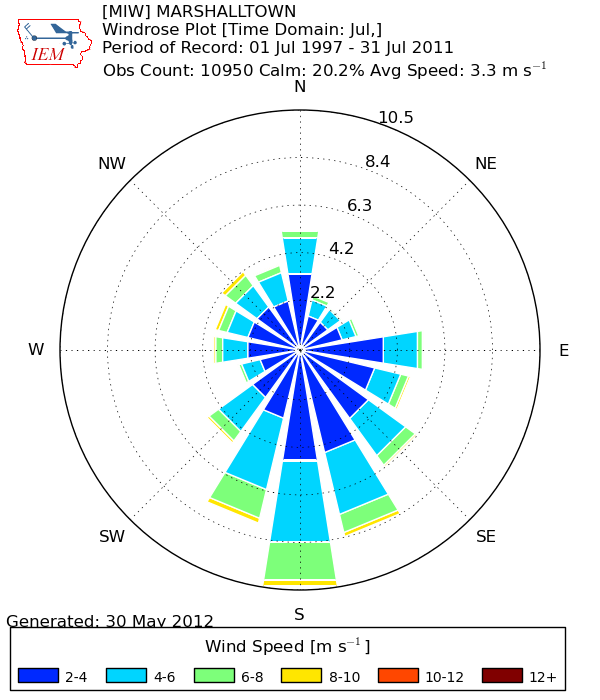 [MIW] MARSHALLTOWN
Windrose Plot [Time Domain: Jul,]
Period of Record: 01 Jul 1997 - 31 Jul 2011
Obs Count: 10950 Calm: 20.2% Avg Speed: 3.3 m s⁻¹
IEM
N
10.5
NW
8.4
NE
6.3
4.2
2.2
W
E
SW
SE
S
Generated: 30 May 2012
Wind Speed [m s⁻¹]
2-4 4-6 6-8 8-10 10-12 12+